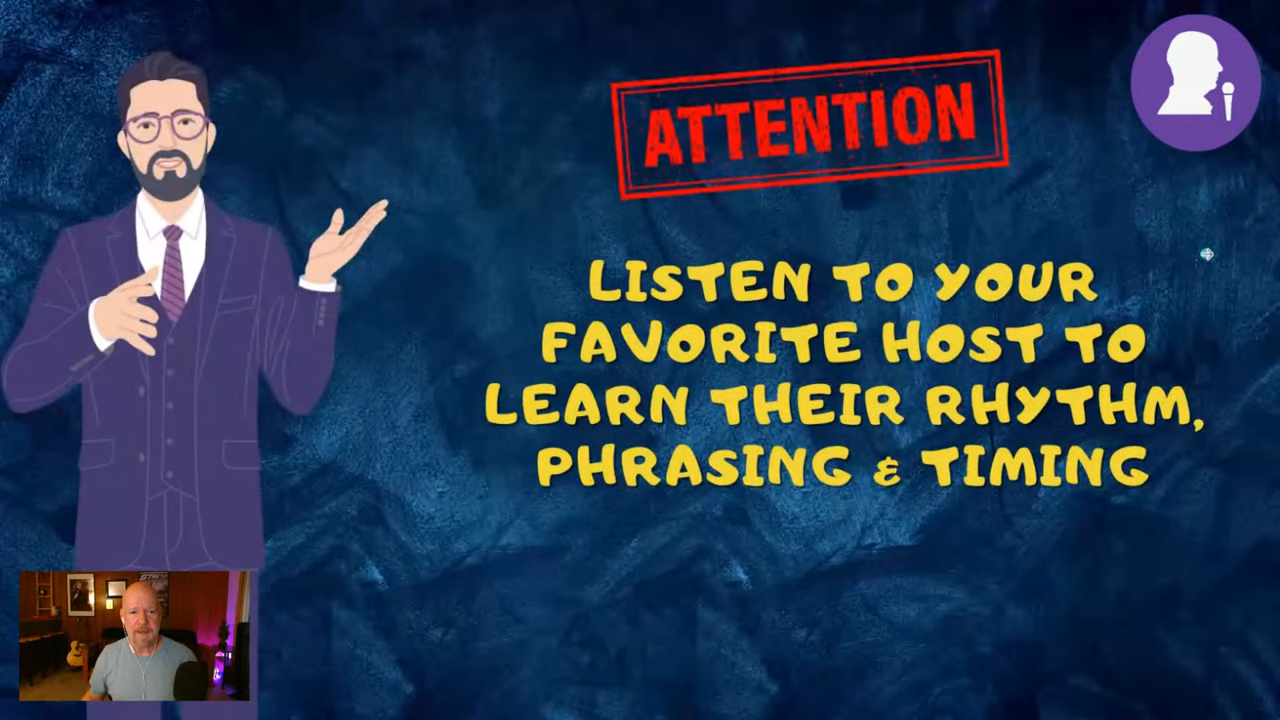 ATTENTION
LISTEN TO YOUR
FAVORITE HOST TO
LEARN THEIR RHYTHM,
PHRASING & TIMING